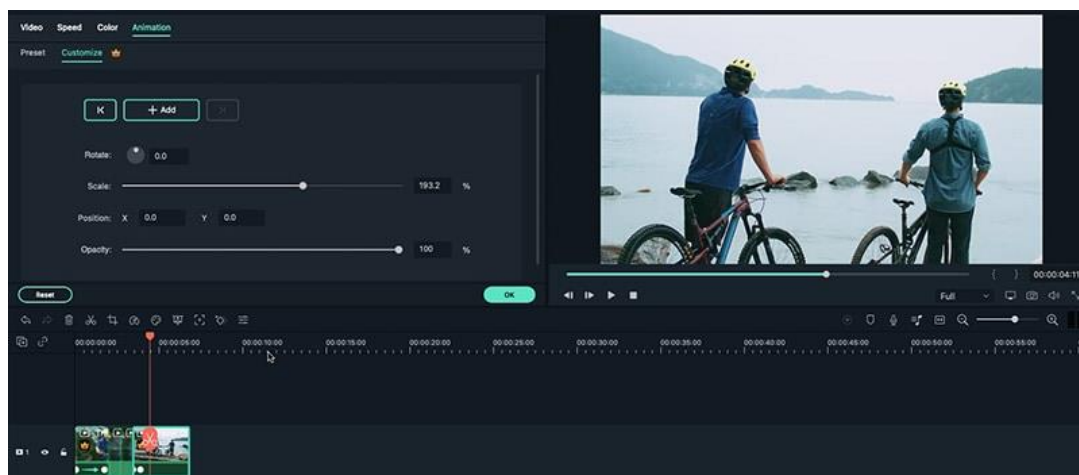 Video Speed Color Animation
Preset Customize
+ Add
Rotate: 0.0
Scale: 193.2 %
Position: X 0.0 Y 0.0
Opacity: 100 %
Reset OK
{ } 00:00:04:11
Full
00:00:00:00 00:00:05:00 00:00:10:00 00:00:15:00 00:00:20:00 00:00:25:00 00:00:30:00 00:00:35:00 00:00:40:00 00:00:45:00 00:00:50:00 00:00:55:00
1